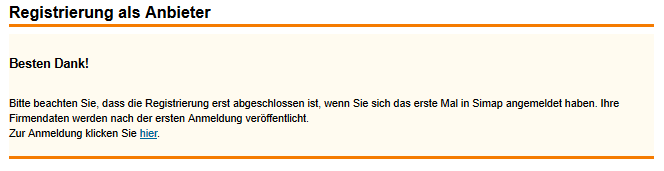 Registrierung als Anbieter
Besten Dank!
Bitte beachten Sie, dass die Registrierung erst abgeschlossen ist, wenn Sie sich das erste Mal in Simap angemeldet haben. Ihre
Firmendaten werden nach der ersten Anmeldung veröffentlicht.
Zur Anmeldung klicken Sie hier.